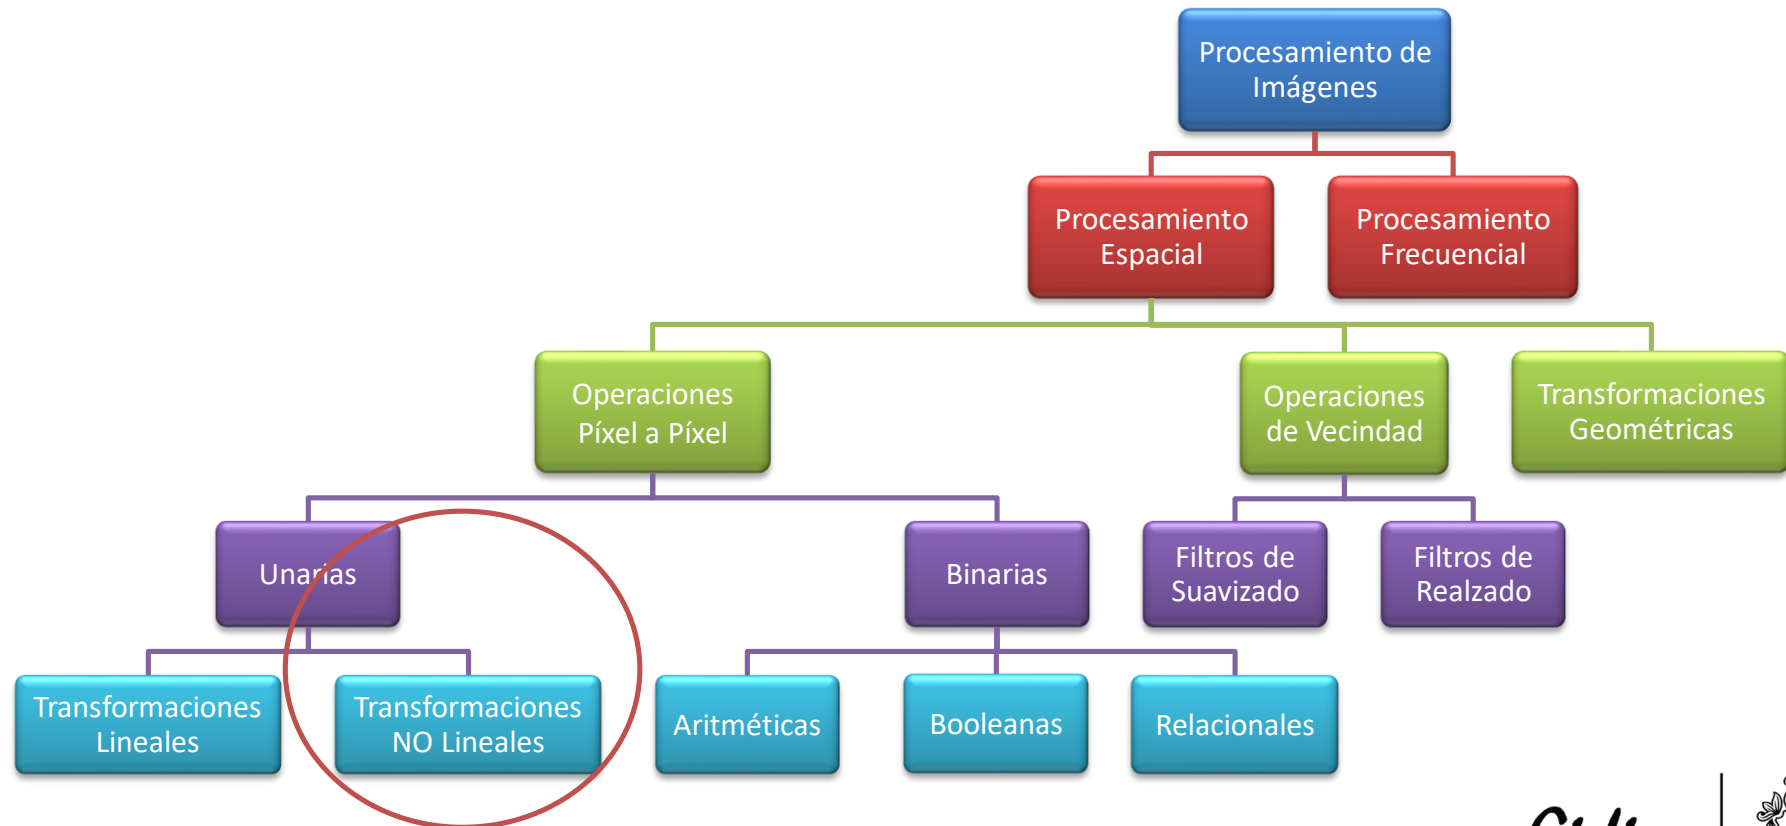 Procesamiento de
Imágenes
Procesamiento
Espacial
Procesamiento
Frecuencial
Operaciones
Píxel a Píxel
Operaciones
de Vecindad
Transformaciones
Geométricas
Unarias
Binarias
Filtros de
Suavizado
Filtros de
Realzado
Transformaciones
Lineales
Transformaciones
NO Lineales
Aritméticas
Booleanas
Relacionales